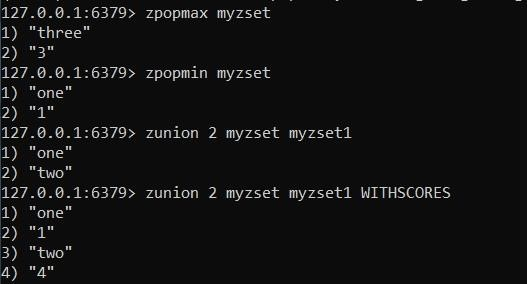 127.0.0.1:6379> zpopmax myzset
1) "three"
2) "3"
127.0.0.1:6379> zpopmin myzset
1) "one"
2) "1"
127.0.0.1:6379> zunion 2 myzset myzset1
1) "one"
2) "two"
127.0.0.1:6379> zunion 2 myzset myzset1 WITHSCORES
1) "one"
2) "1"
3) "two"
4) "4"